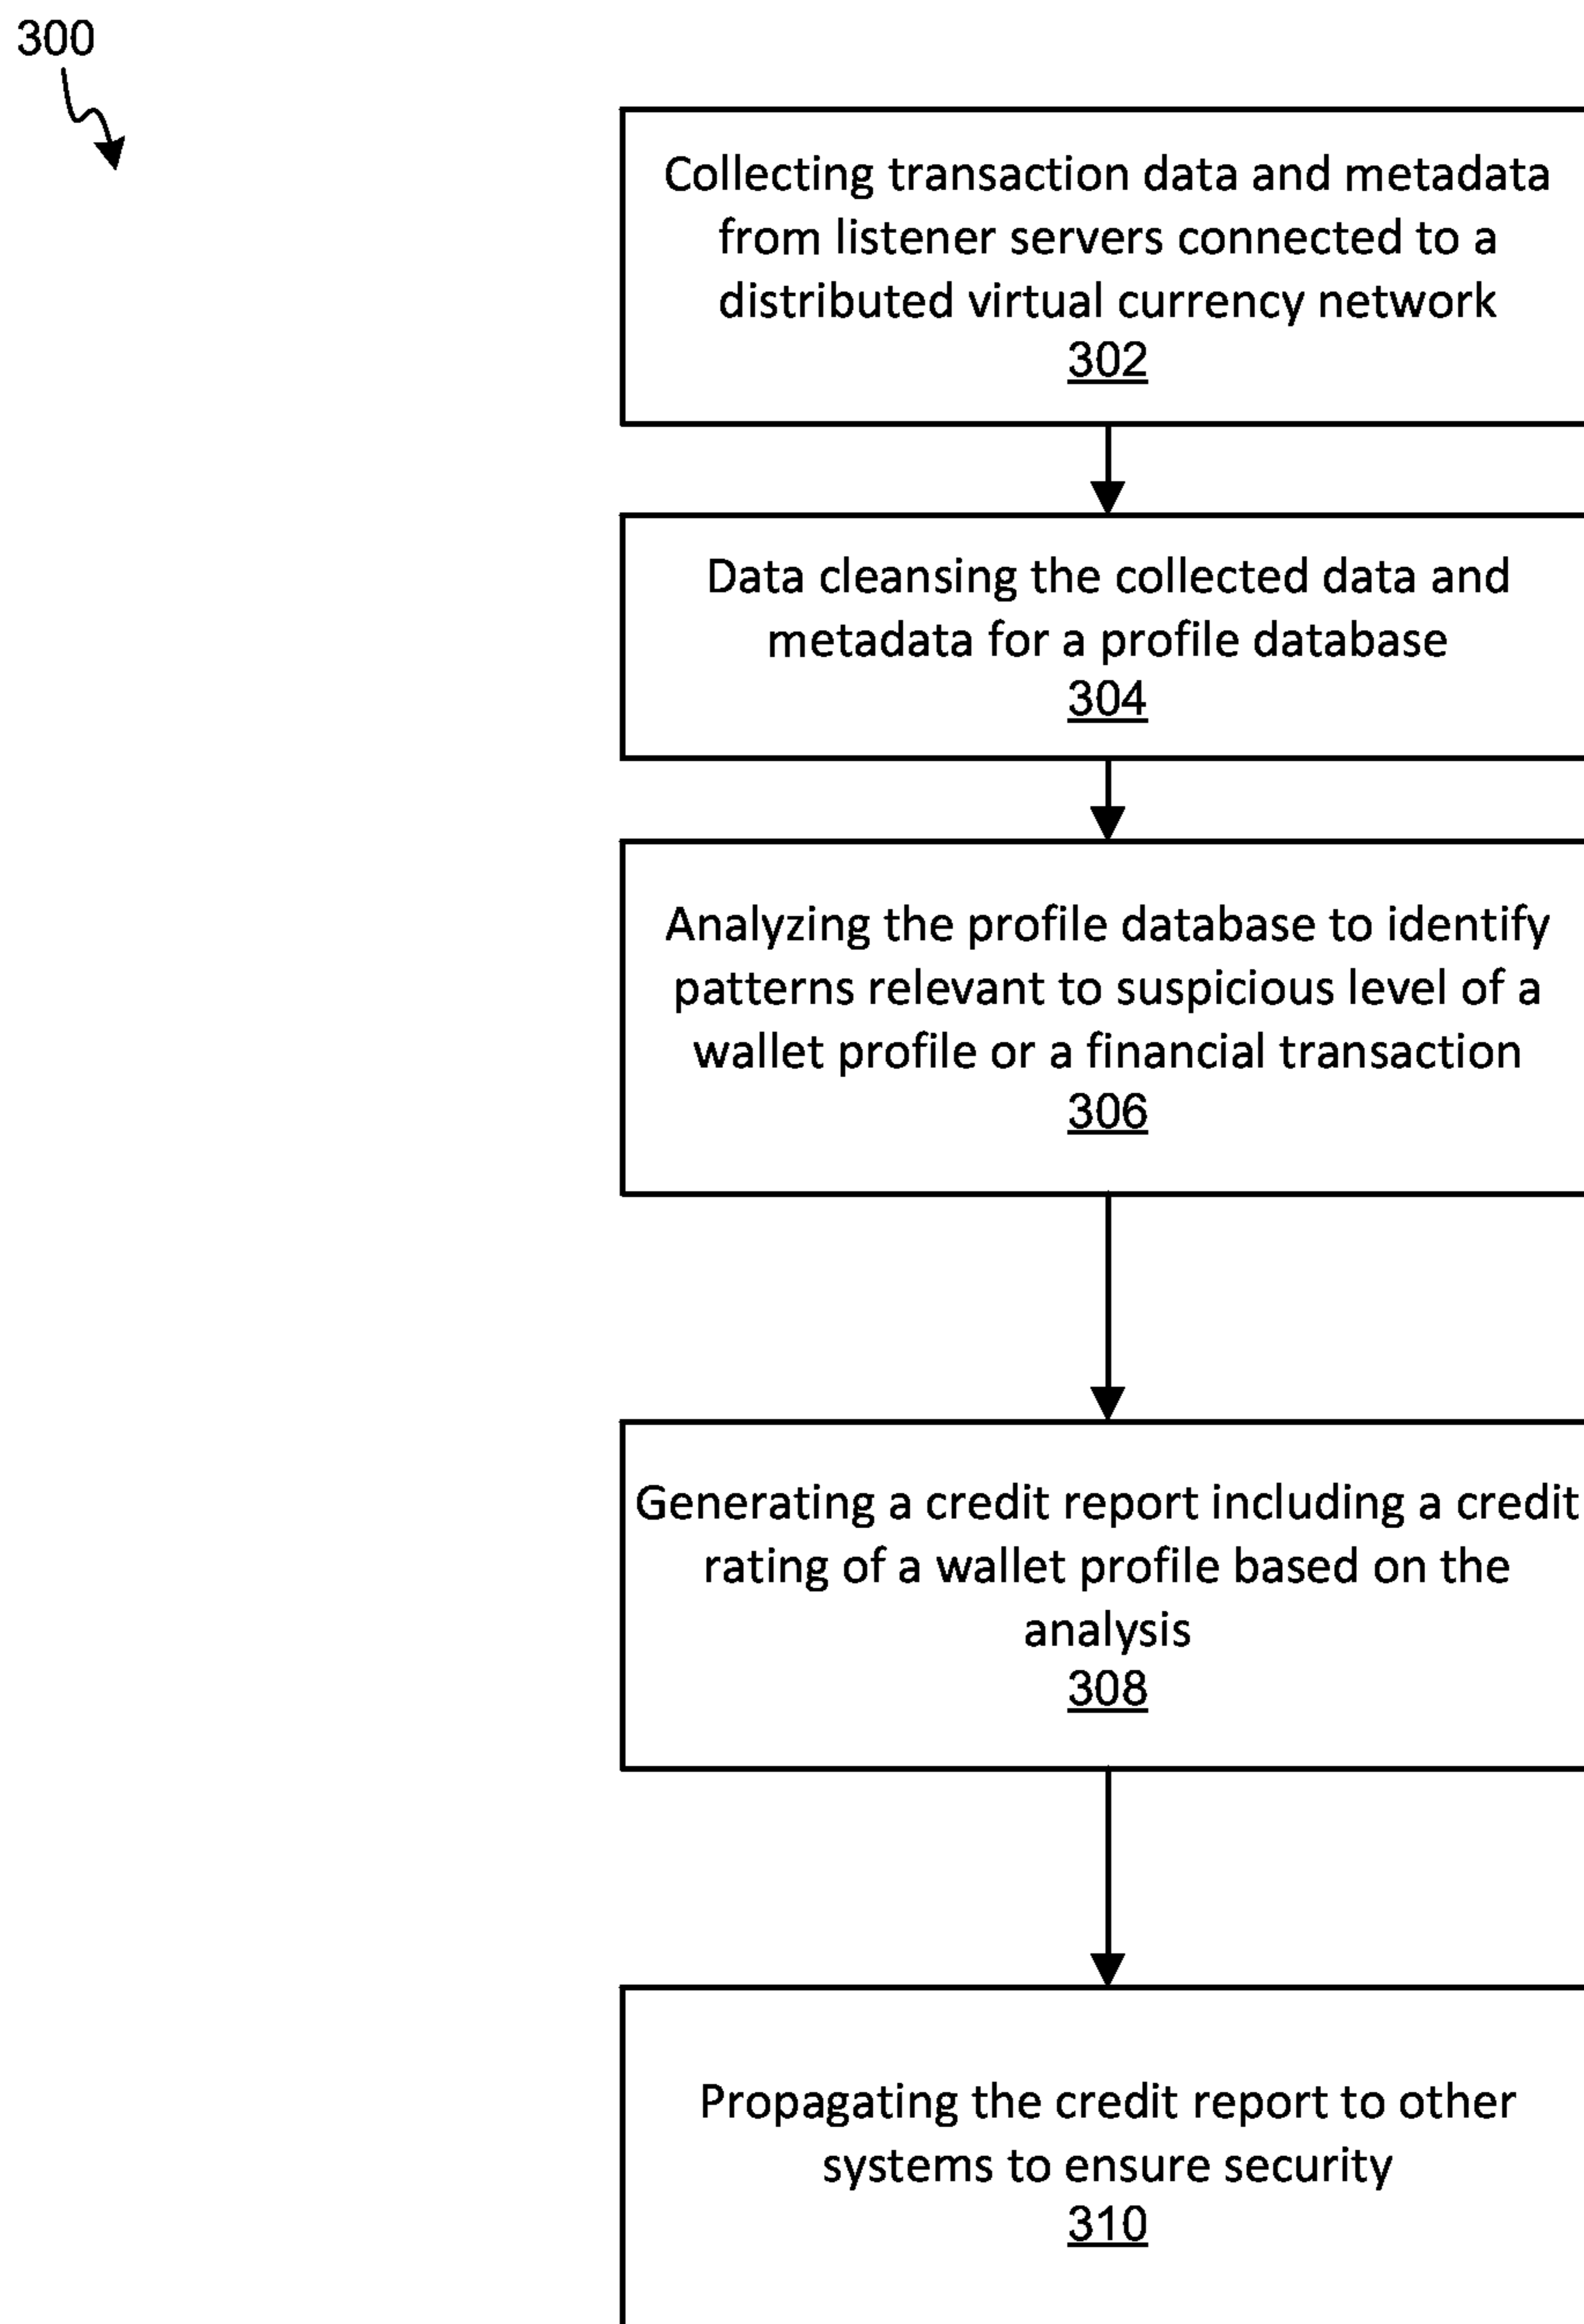 300
Collecting transaction data and metadata
from listener servers connected to a
distributed virtual currency network
302
Data cleansing the collected data and
metadata for a profile database
304
Analyzing the profile database to identify
patterns relevant to suspicious level of a
wallet profile or a financial transaction
306
Generating a credit report including a credit
rating of a wallet profile based on the
analysis
308
Propagating the credit report to other
systems to ensure security
310